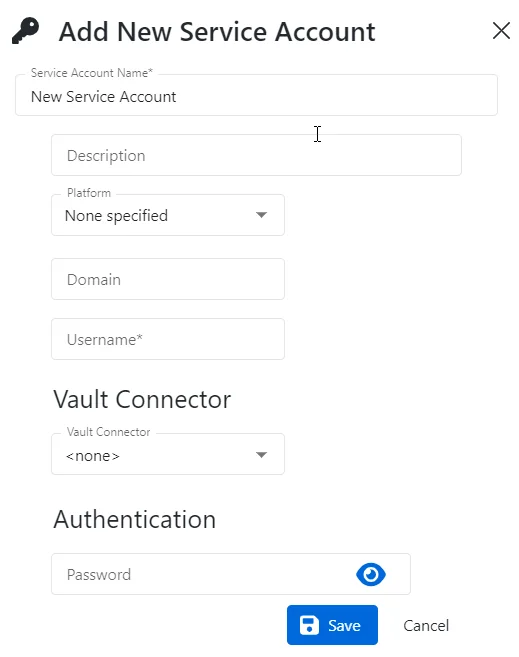 Add New Service Account
Service Account Name*
New Service Account
Description
Platform
None specified
Domain
Username*
Vault Connector
Vault Connector
<none>
Authentication
Password
Save
Cancel